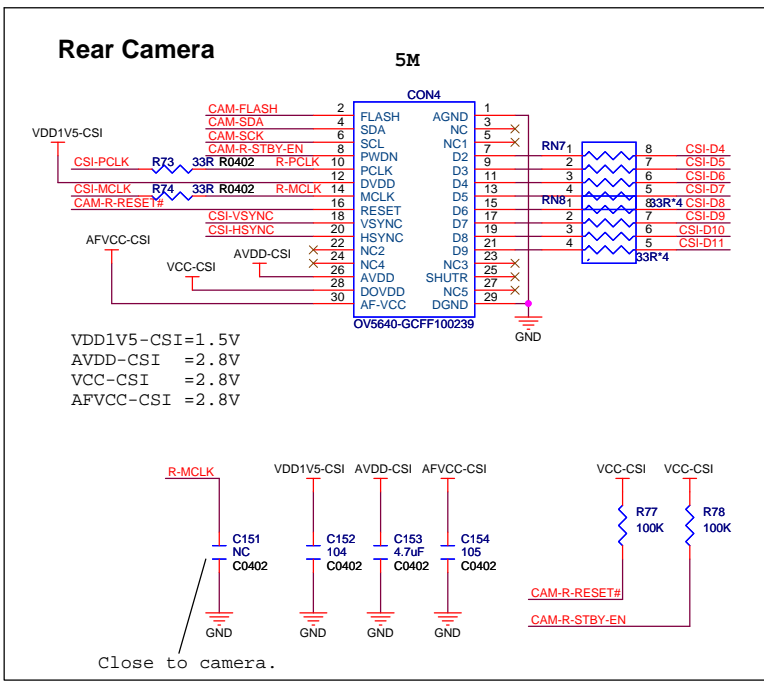 Rear Camera
5M
CON4
CAM-FLASH 2 FLASH AGND 1
CAM-SDA 4 SDA NC 3
CAM-SCK 6 SCL NC1 5
CAM-R-STBY-EN 8 PWDN D2 7 RN7 1 8 CSI-D4
VDD1V5-CSI
CSI-PCLK R73 33R R0402 R-PCLK 10 PCLK D3 9 2 7 CSI-D5
12 DVDD D4 11 3 6 CSI-D6
CSI-MCLK R74 33R R0402 R-MCLK 14 MCLK D5 13 4 5 CSI-D7
CAM-R-RESET# 16 RESET D6 15 RN8 1 8 33R*4 CSI-D8
CSI-VSYNC 18 VSYNC D7 17 2 7 CSI-D9
CSI-HSYNC 20 HSYNC D8 19 3 6 CSI-D10
AFVCC-CSI
22 NC2 D9 21 4 5 CSI-D11
33R*4
AVDD-CSI 24 NC4 NC3 23
VCC-CSI 26 AVDD SHUTR 25
28 DOVDD NC5 27
30 AF-VCC DGND 29
OV5640-GCFF100239
GND
VDD1V5-CSI=1.5V
AVDD-CSI =2.8V
VCC-CSI =2.8V
AFVCC-CSI =2.8V
R-MCLK VDD1V5-CSI AVDD-CSI AFVCC-CSI VCC-CSI VCC-CSI
R77 R78
100K 100K
C151 C152 C153 C154
NC 104 4.7uF 105
C0402 C0402 C0402 C0402
CAM-R-RESET#
CAM-R-STBY-EN
GND GND GND GND
Close to camera.